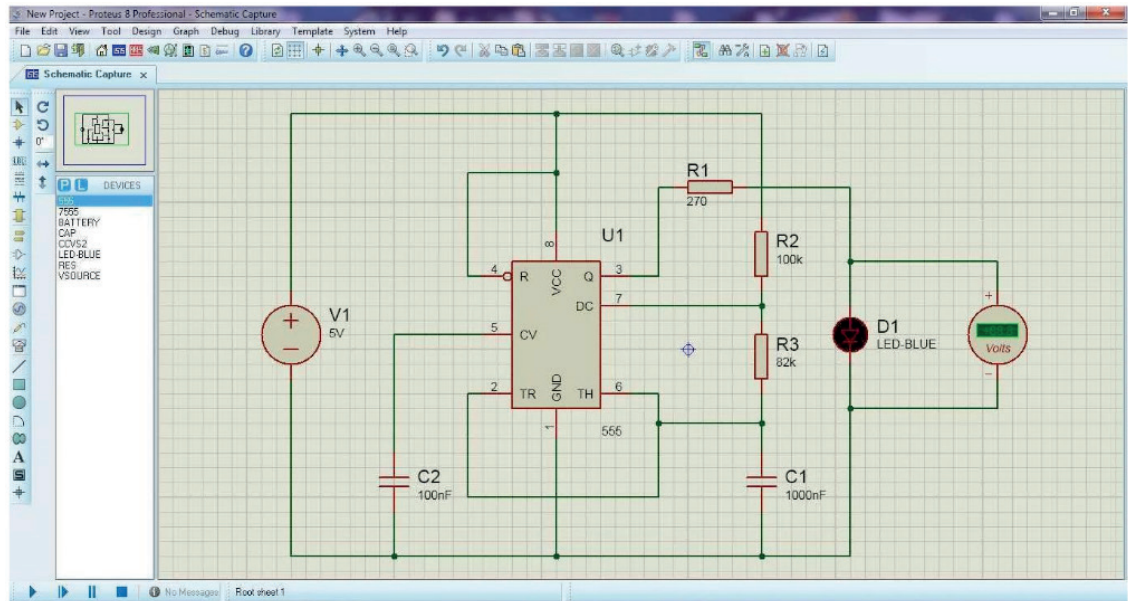 New Project - Proteus 8 Professional - Schematic Capture
File Edit View Tool Design Graph Debug Library Template System Help
Schematic Capture x
0°
P L DEVICES
555
7555
BATTERY
CAP
CCVS2
LED-BLUE
RES
VSOURCE
A
V1
5V
U1
4 R
8 VCC
Q 3
DC 7
5 CV
2 TR
GND 1
TH 6
555
R1
270
R2
100k
R3
82k
D1
LED-BLUE
+
Volts
-
C2
100nF
C1
1000nF
No Messages Root sheet 1